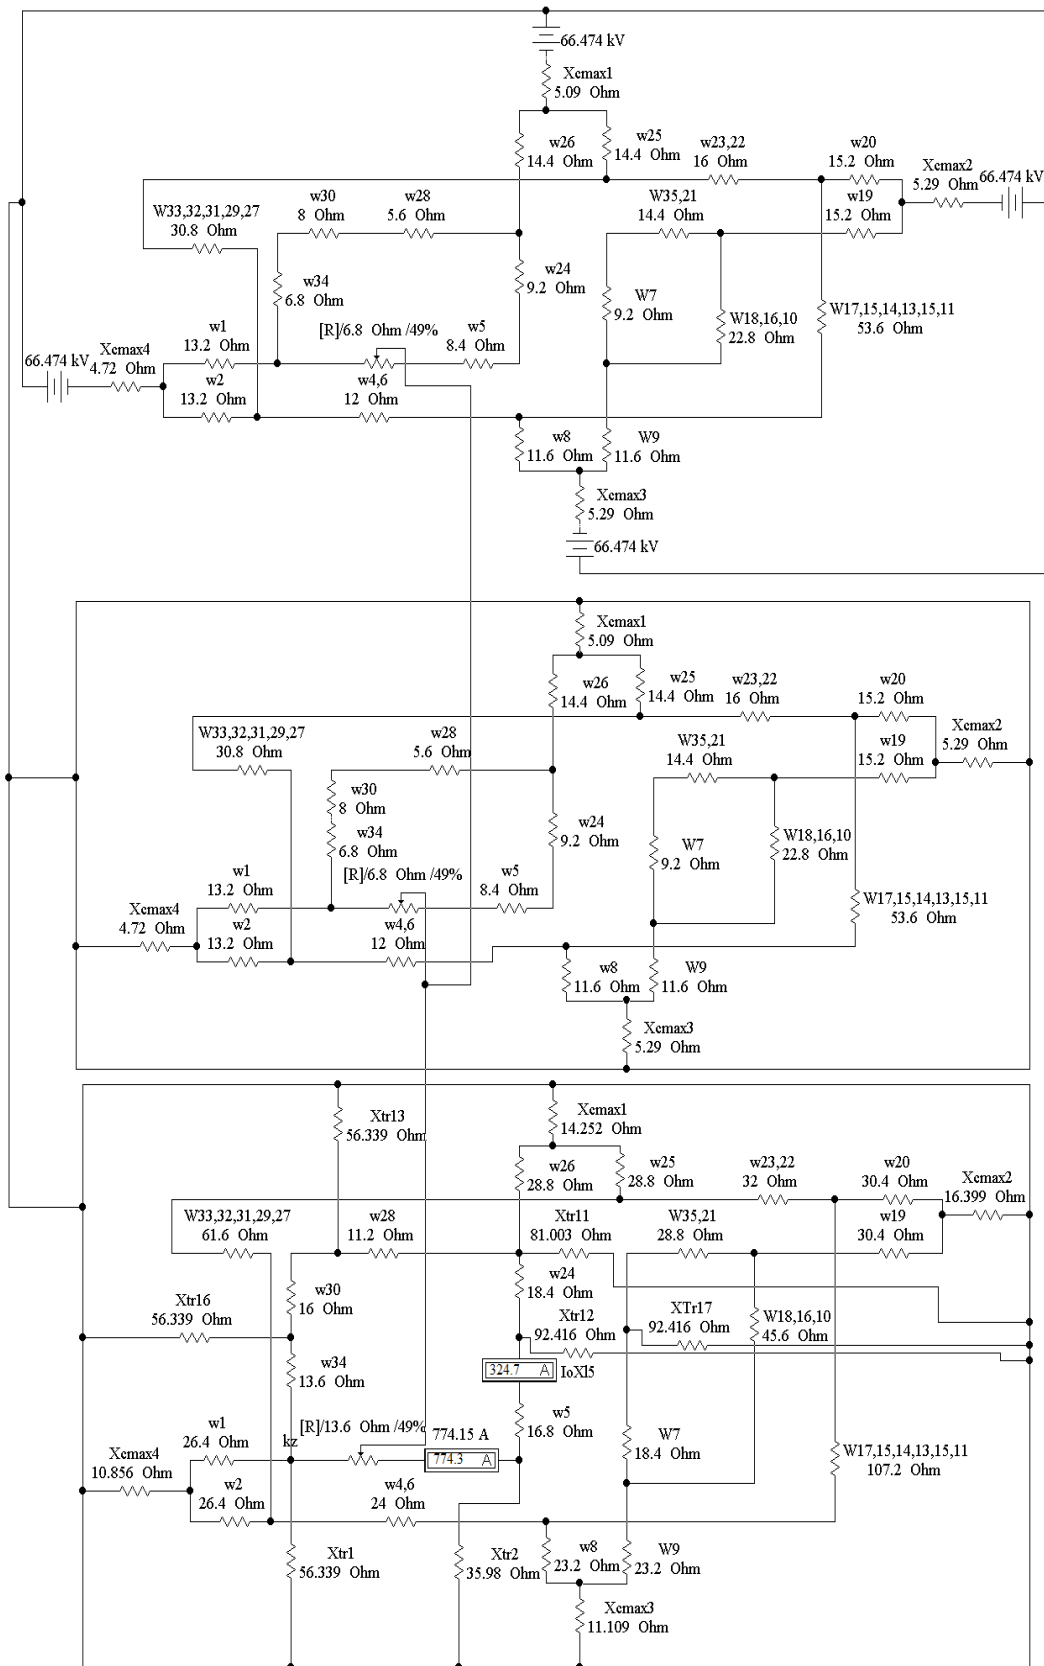 66.474 kV
Xcmax1
5.09 Ohm
w26
14.4 Ohm
w25
14.4 Ohm
w23,22
16 Ohm
w20
15.2 Ohm
Xcmax2
5.29 Ohm
66.474 kV
W33,32,31,29,27
30.8 Ohm
w30
8 Ohm
w28
5.6 Ohm
W35,21
14.4 Ohm
w19
15.2 Ohm
w34
6.8 Ohm
w24
9.2 Ohm
W7
9.2 Ohm
W18,16,10
22.8 Ohm
W17,15,14,13,15,11
53.6 Ohm
w1
13.2 Ohm
[R]/6.8 Ohm /49%
w5
8.4 Ohm
66.474 kV
Xcmax4
4.72 Ohm
w2
13.2 Ohm
w4,6
12 Ohm
w8
11.6 Ohm
W9
11.6 Ohm
Xcmax3
5.29 Ohm
66.474 kV
Xcmax1
5.09 Ohm
w26
14.4 Ohm
w25
14.4 Ohm
w23,22
16 Ohm
w20
15.2 Ohm
Xcmax2
5.29 Ohm
W33,32,31,29,27
30.8 Ohm
w28
5.6 Ohm
W35,21
14.4 Ohm
w19
15.2 Ohm
w30
8 Ohm
w34
6.8 Ohm
w24
9.2 Ohm
W7
9.2 Ohm
W18,16,10
22.8 Ohm
W17,15,14,13,15,11
53.6 Ohm
w1
13.2 Ohm
[R]/6.8 Ohm /49%
w5
8.4 Ohm
Xcmax4
4.72 Ohm
w2
13.2 Ohm
w4,6
12 Ohm
w8
11.6 Ohm
W9
11.6 Ohm
Xcmax3
5.29 Ohm
Xtr13
56.339 Ohm
Xcmax1
14.252 Ohm
w26
28.8 Ohm
w25
28.8 Ohm
w23,22
32 Ohm
w20
30.4 Ohm
Xcmax2
16.399 Ohm
W33,32,31,29,27
61.6 Ohm
w28
11.2 Ohm
Xtr11
81.003 Ohm
W35,21
28.8 Ohm
w19
30.4 Ohm
w30
16 Ohm
w24
18.4 Ohm
Xtr16
56.339 Ohm
Xtr12
92.416 Ohm
XTr17
92.416 Ohm
W18,16,10
45.6 Ohm
w34
13.6 Ohm
324.7 A
IoXl5
w5
16.8 Ohm
w1
26.4 Ohm
kz
[R]/13.6 Ohm /49%
774.15 A
774.3 A
W7
18.4 Ohm
W17,15,14,13,15,11
107.2 Ohm
Xcmax4
10.856 Ohm
w2
26.4 Ohm
w4,6
24 Ohm
Xtr1
56.339 Ohm
Xtr2
35.98 Ohm
w8
23.2 Ohm
W9
23.2 Ohm
Xcmax3
11.109 Ohm